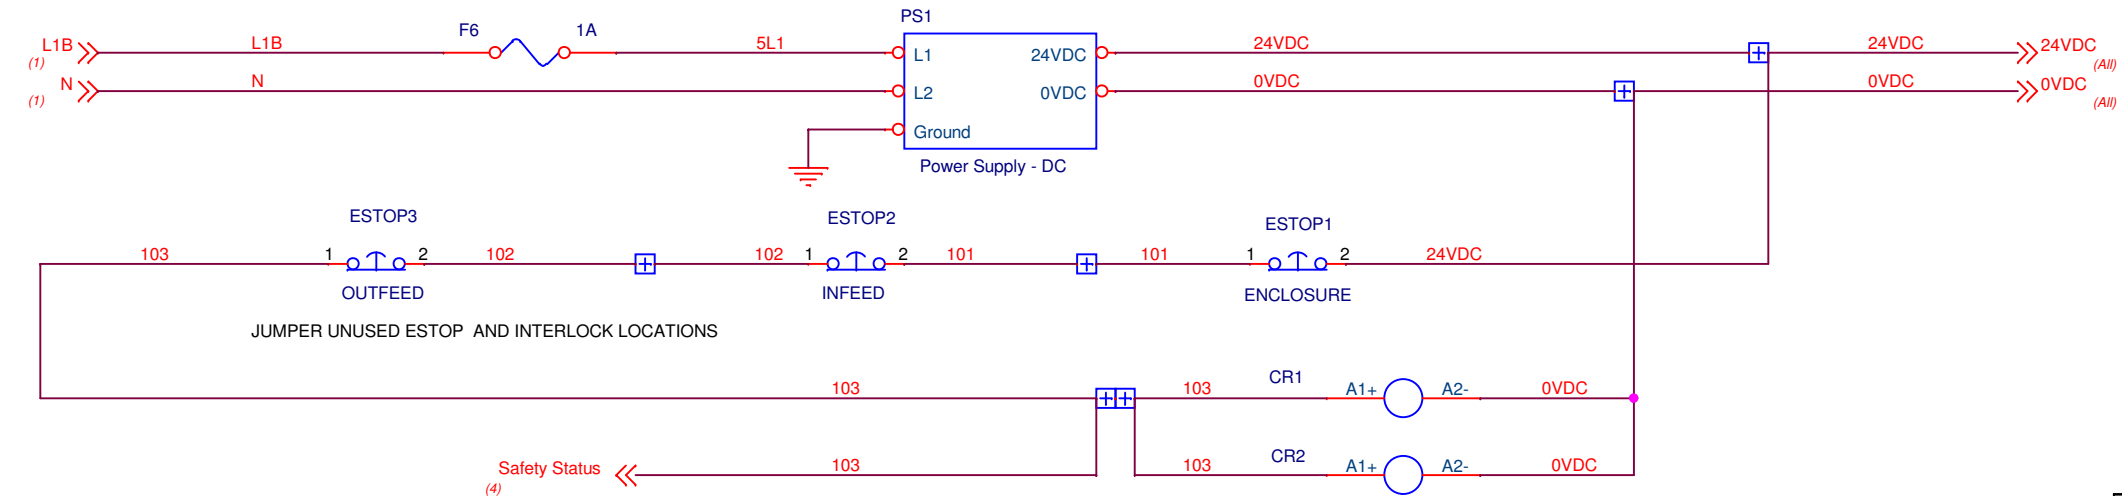 PS1
F6 1A
L1B L1B 5L1 L1 24VDC 24VDC 24VDC 24VDC
(1) (All)
N N L2 0VDC 0VDC 0VDC 0VDC
(1) (All)
Ground
Power Supply - DC
ESTOP3 ESTOP2 ESTOP1
103 1 2 102 102 1 2 101 101 1 2 24VDC
OUTFEED INFEED ENCLOSURE
JUMPER UNUSED ESTOP AND INTERLOCK LOCATIONS
103 103 CR1 A1+ A2- 0VDC
Safety Status 103 103 CR2 A1+ A2- 0VDC
(4)